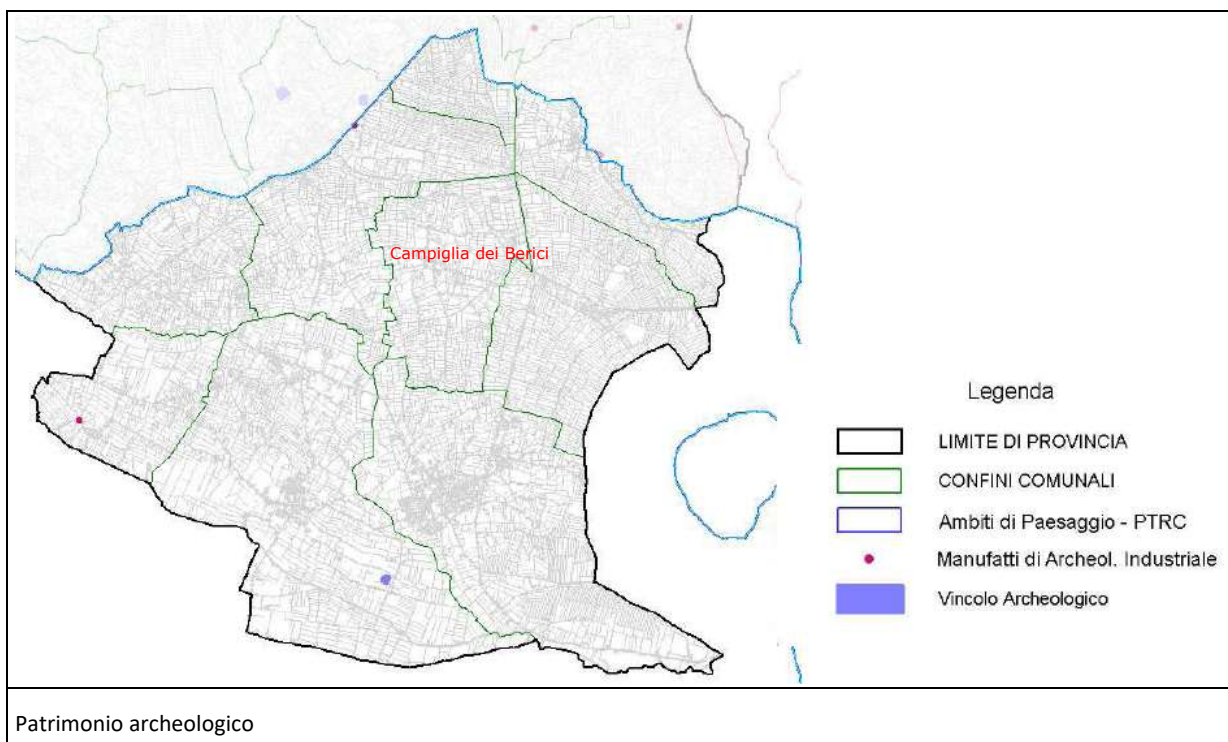 Campiglia dei Berici
Legenda
LIMITE DI PROVINCIA
CONFINI COMUNALI
Ambiti di Paesaggio - PTRC
Manufatti di Archeol. Industriale
Vincolo Archeologico
Patrimonio archeologico